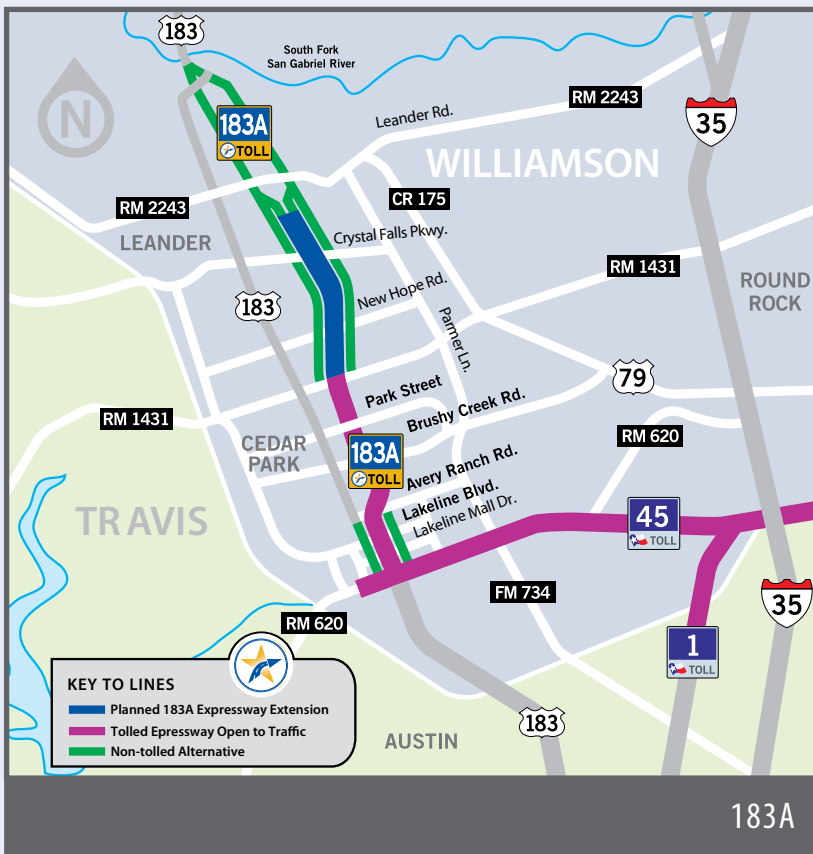 183
South Fork
San Gabriel River
N
183A
TOLL
Leander Rd.
RM 2243
35
WILLIAMSON
CR 175
RM 2243
LEANDER
Crystal Falls Pkwy.
RM 1431
ROUND
ROCK
183
New Hope Rd.
Parmer Ln.
79
Park Street
Brushy Creek Rd.
RM 1431
RM 620
CEDAR
PARK
183A
TOLL
Avery Ranch Rd.
Lakeline Blvd.
Lakeline Mall Dr.
TRAVIS
45
TOLL
FM 734
35
RM 620
1
TOLL
KEY TO LINES
Planned 183A Expressway Extension
Tolled Epressway Open to Traffic
Non-tolled Alternative
183
AUSTIN
183A